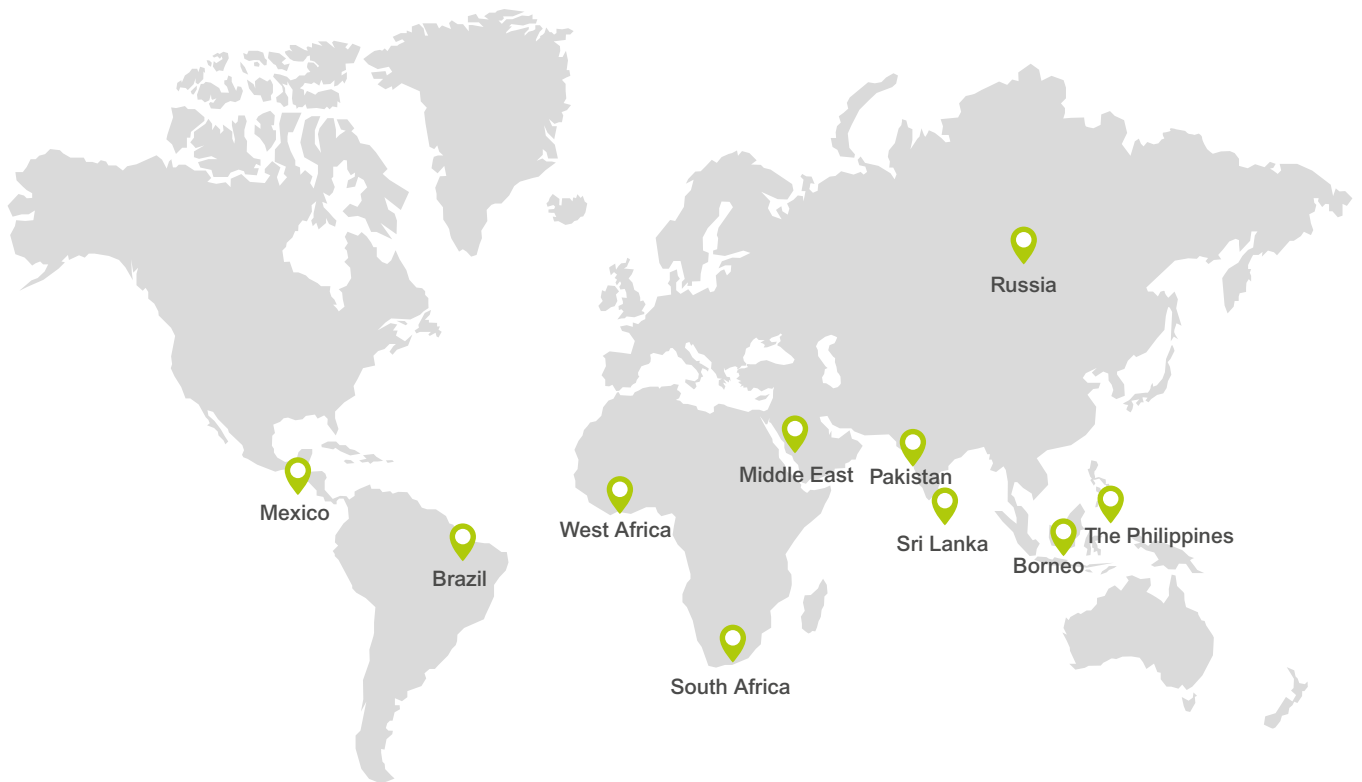 Russia
Middle East
Pakistan
Mexico
West Africa
Sri Lanka
The Philippines
Borneo
Brazil
South Africa